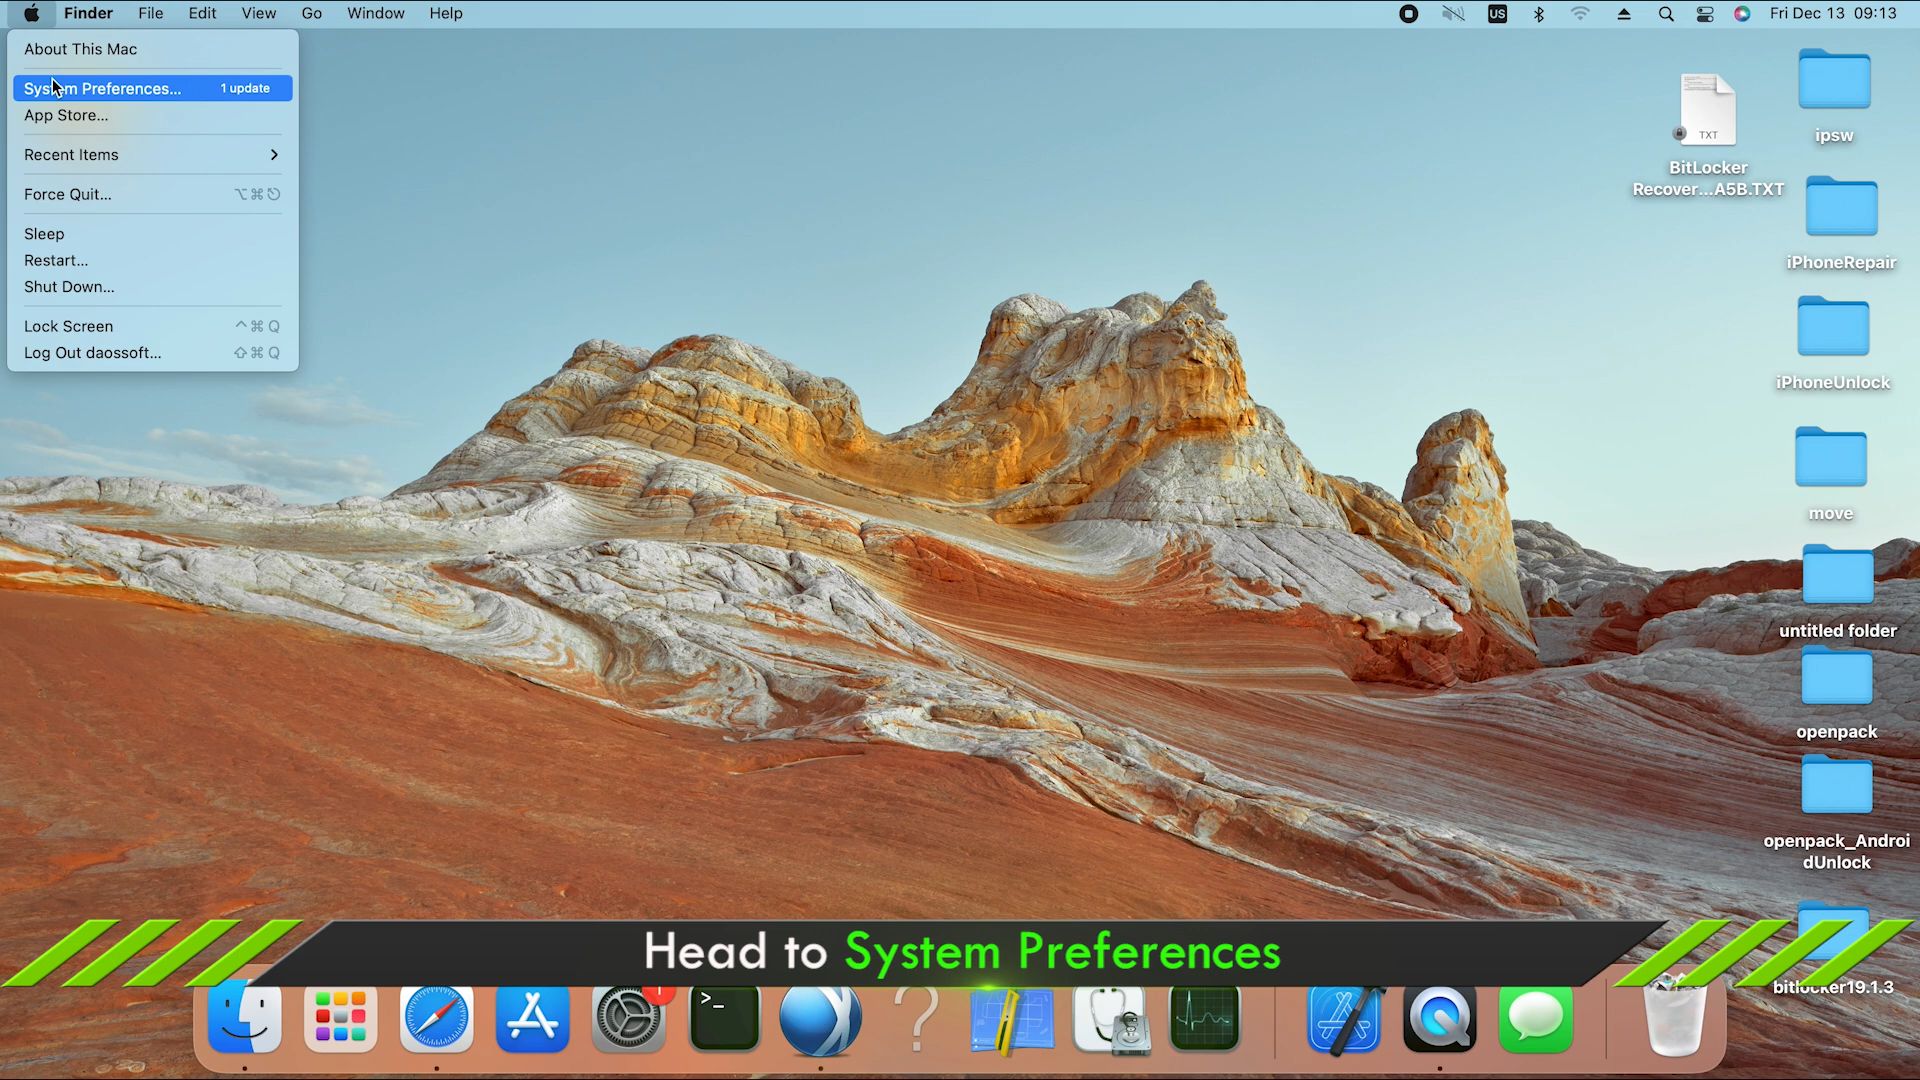 Finder File Edit View Go Window Help
US
Fri Dec 13 09:13
About This Mac
System Preferences... 1 update
App Store...
Recent Items
Force Quit... ⌥⌘⎋
Sleep
Restart...
Shut Down...
Lock Screen ^⌘Q
Log Out daossoft... ⇧⌘Q
TXT
BitLocker
Recover...A5B.TXT
ipsw
iPhoneRepair
iPhoneUnlock
move
untitled folder
openpack
openpack_Androi
dUnlock
bitlocker19.1.3
Head to System Preferences
>_
?